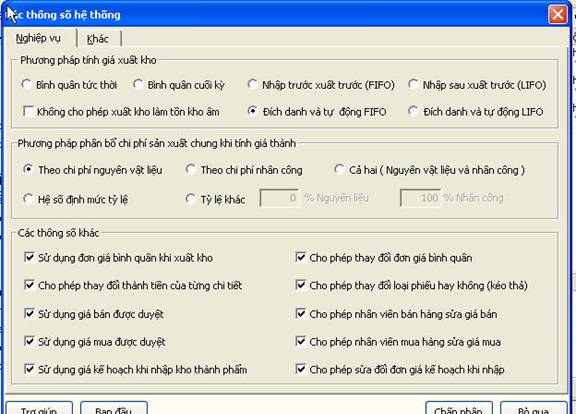 Các thông số hệ thống
Nghiệp vụ Khác
Phương pháp tính giá xuất kho
Bình quân tức thời Bình quân cuối kỳ Nhập trước xuất trước (FIFO) Nhập sau xuất trước (LIFO)
Không cho phép xuất kho làm tồn kho âm Đích danh và tự động FIFO Đích danh và tự động LIFO
Phương pháp phân bổ chi phí sản xuất chung khi tính giá thành
Theo chi phí nguyên vật liệu Theo chi phí nhân công Cả hai ( Nguyên vật liệu và nhân công )
Hệ số định mức tỷ lệ Tỷ lệ khác 0 % Nguyên liệu 100 % Nhân công
Các thông số khác
Sử dụng đơn giá bình quân khi xuất kho Cho phép thay đổi đơn giá bình quân
Cho phép thay đổi thành tiền của từng chi tiết Cho phép thay đổi loại phiếu hay không (kéo thả)
Sử dụng giá bán được duyệt Cho phép nhân viên bán hàng sửa giá bán
Sử dụng giá mua được duyệt Cho phép nhân viên mua hàng sửa giá mua
Sử dụng giá kế hoạch khi nhập kho thành phẩm Cho phép sửa đổi đơn giá kế hoạch khi nhập
Trợ giúp Ban đầu Chấp nhận Bỏ qua